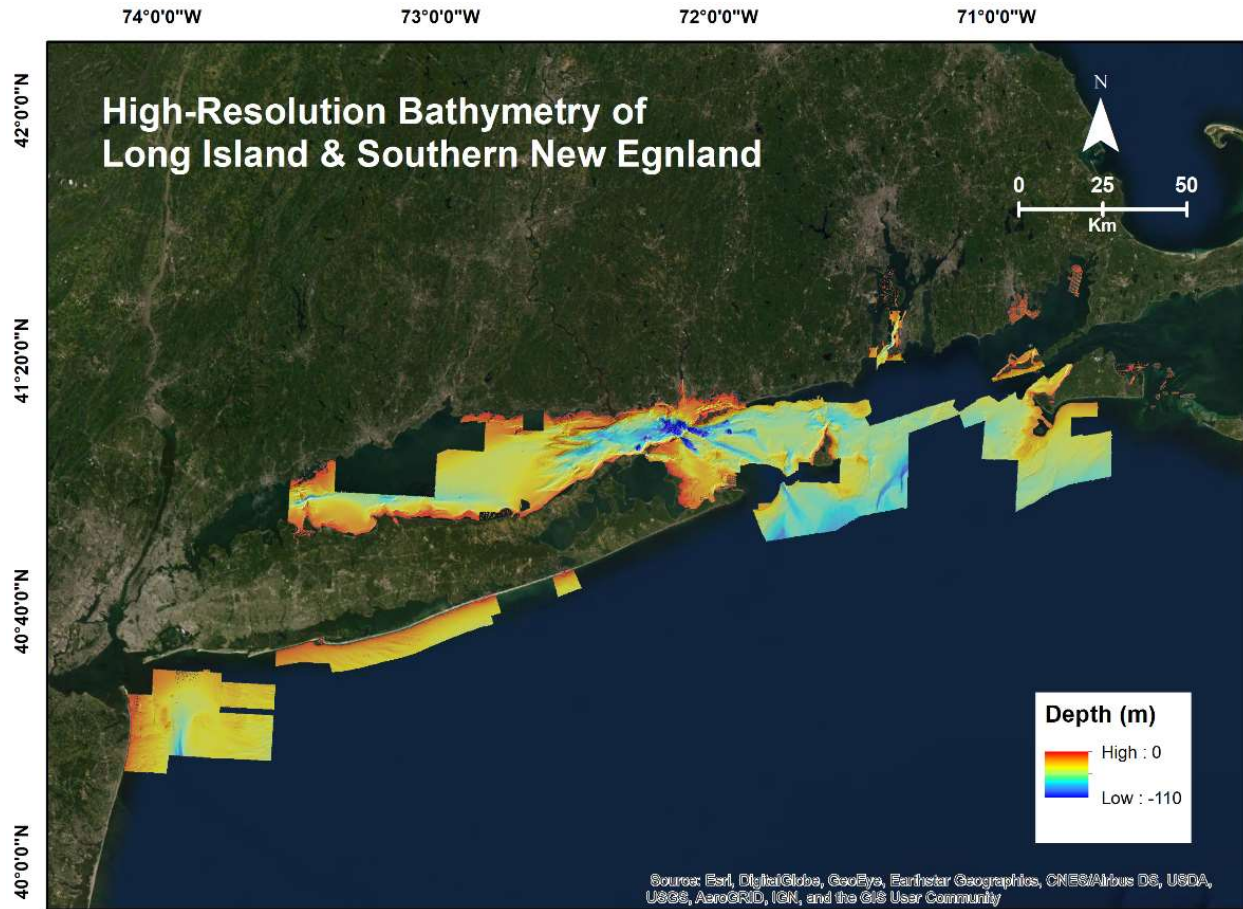 74°0'0"W
73°0'0"W
72°0'0"W
71°0'0"W
42°0'0"N
41°20'0"N
40°40'0"N
40°0'0"N
High-Resolution Bathymetry of
Long Island & Southern New Egnland
N
0 25 50
Km
Depth (m)
High : 0
Low : -110
Source: Esri, DigitalGlobe, GeoEye, Earthstar Geographics, CNES/Airbus DS, USDA,
USGS, AeroGRID, IGN, and the GIS User Community